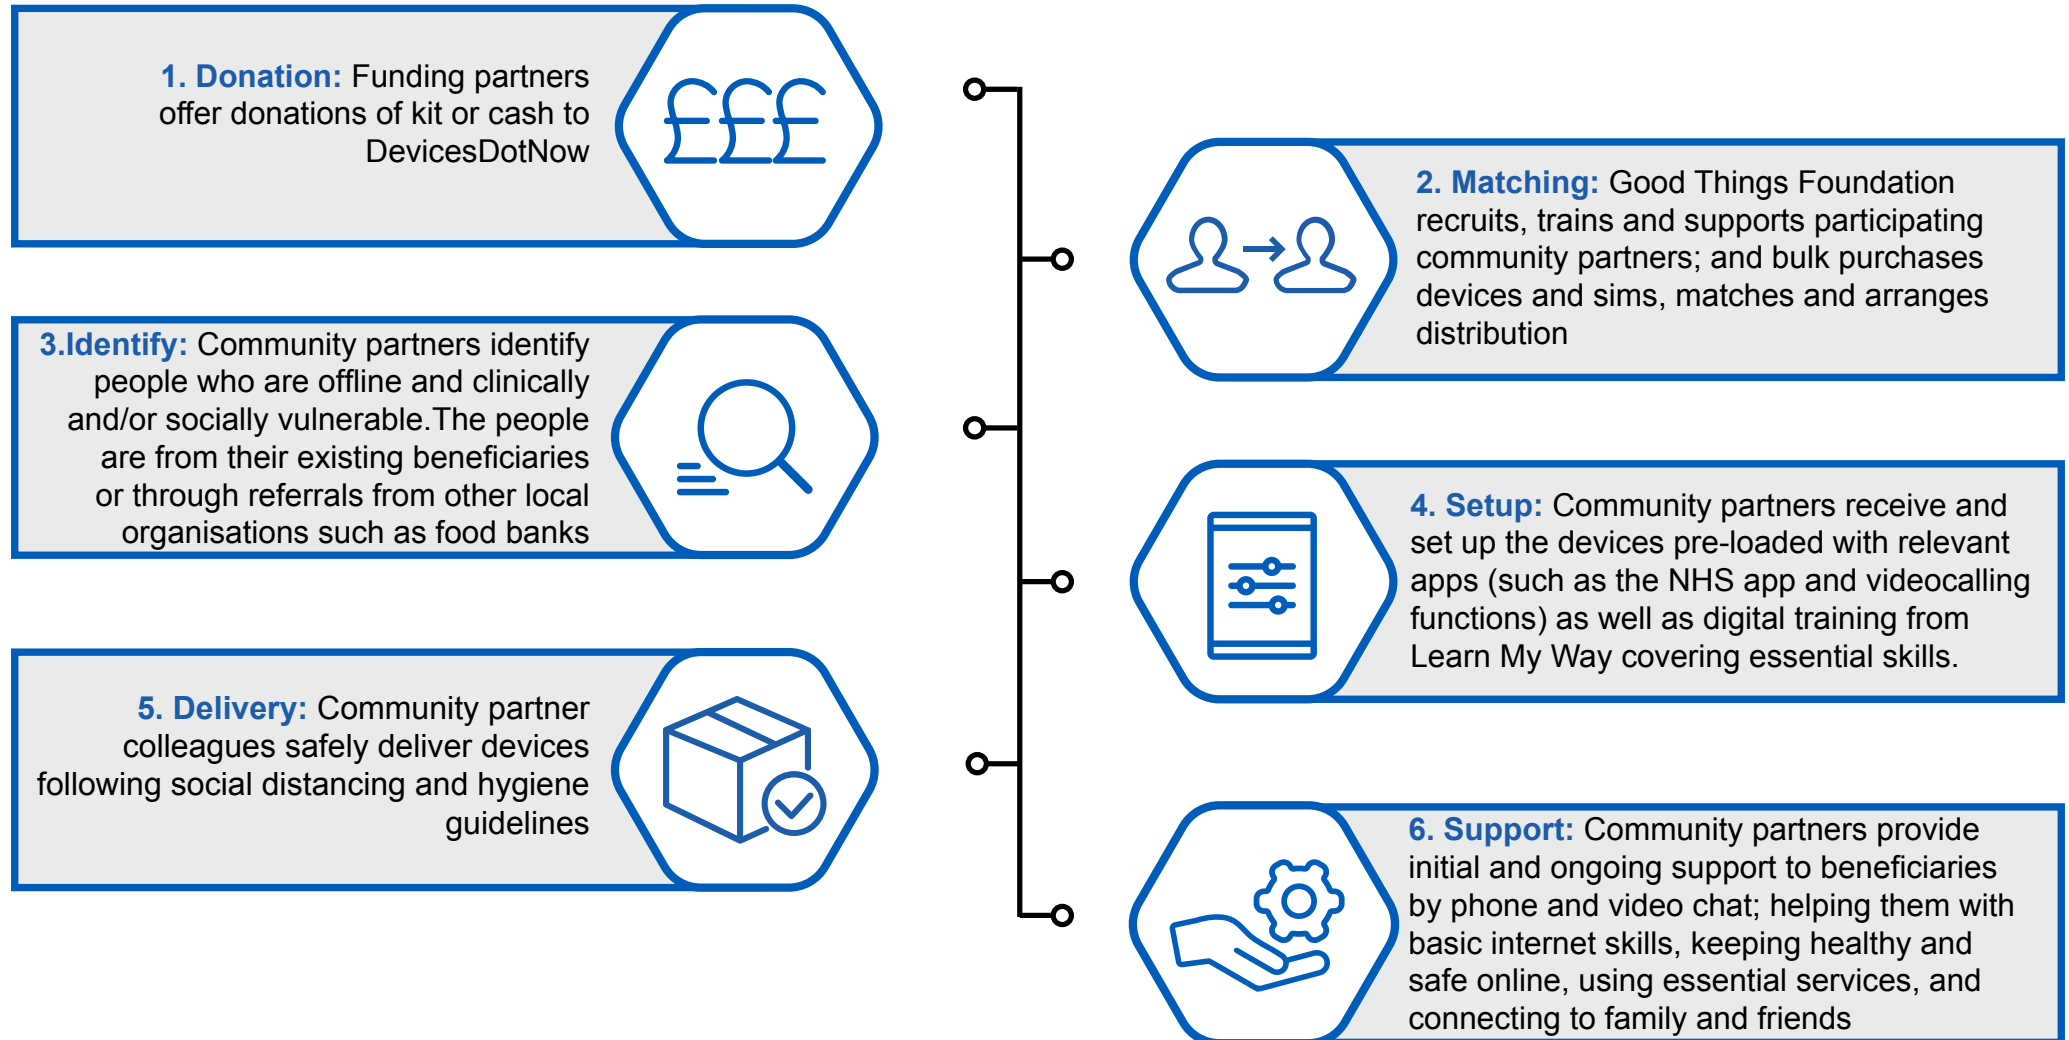 1. Donation: Funding partners
offer donations of kit or cash to
DevicesDotNow
£££
2. Matching: Good Things Foundation
recruits, trains and supports participating
community partners; and bulk purchases
devices and sims, matches and arranges
distribution
3.Identify: Community partners identify
people who are offline and clinically
and/or socially vulnerable.The people
are from their existing beneficiaries
or through referrals from other local
organisations such as food banks
4. Setup: Community partners receive and
set up the devices pre-loaded with relevant
apps (such as the NHS app and videocalling
functions) as well as digital training from
Learn My Way covering essential skills.
5. Delivery: Community partner
colleagues safely deliver devices
following social distancing and hygiene
guidelines
6. Support: Community partners provide
initial and ongoing support to beneficiaries
by phone and video chat; helping them with
basic internet skills, keeping healthy and
safe online, using essential services, and
connecting to family and friends